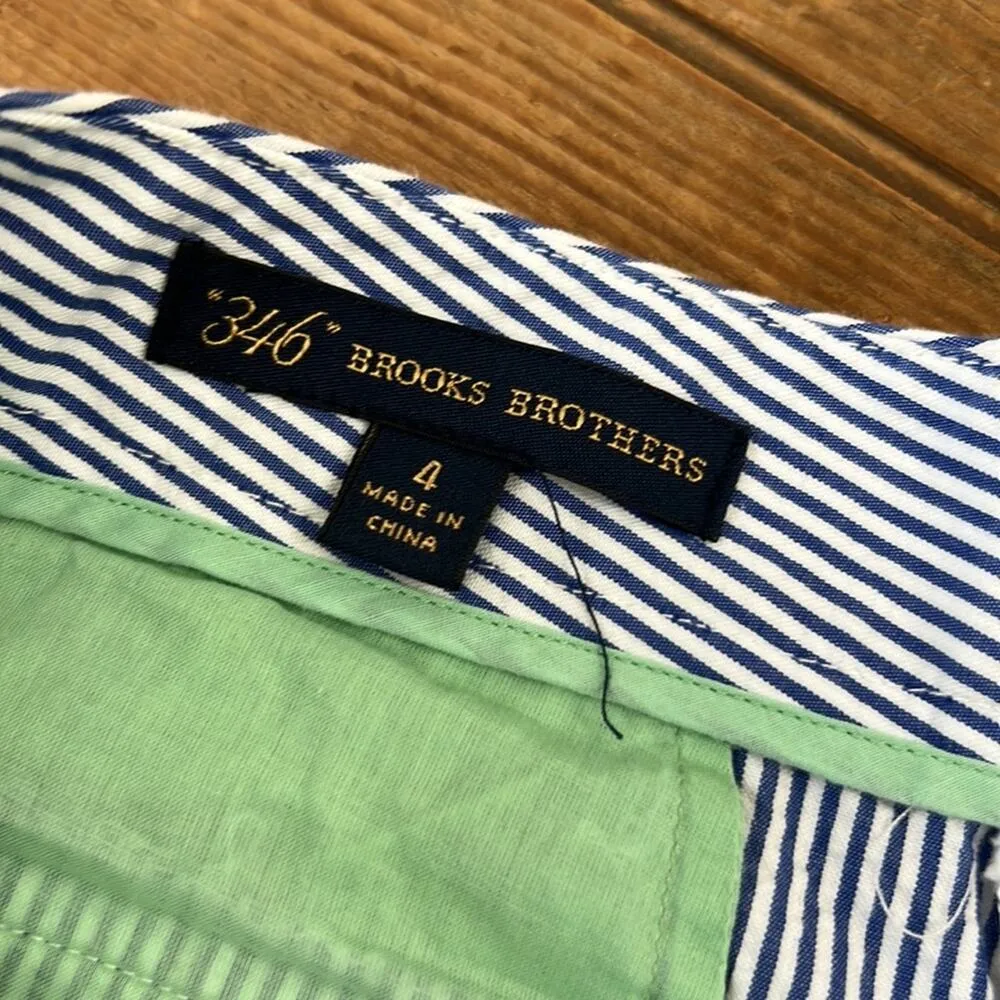 "346" BROOKS BROTHERS
4
MADE IN
CHINA